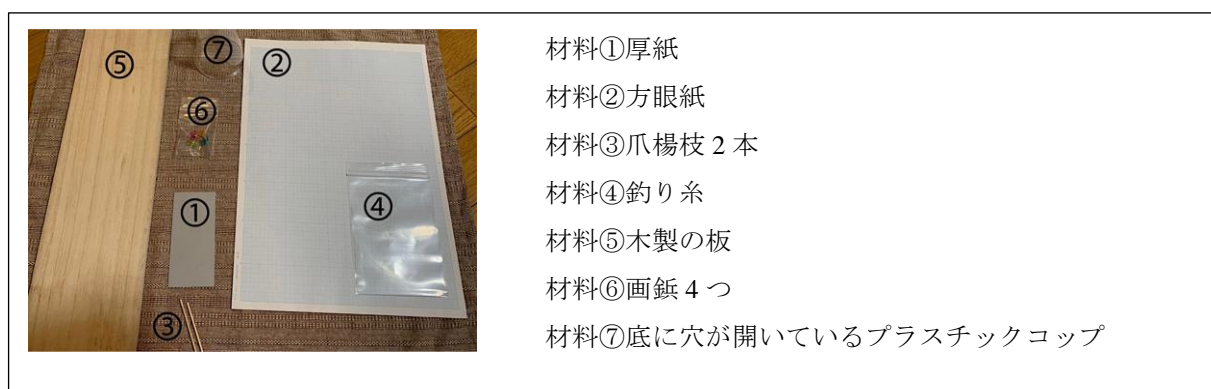 ⑤
⑦
②
⑥
①
④
③
材料①厚紙
材料②方眼紙
材料③爪楊枝 2 本
材料④釣り糸
材料⑤木製の板
材料⑥画鋲 4 つ
材料⑦底に穴が開いているプラスチックコップ